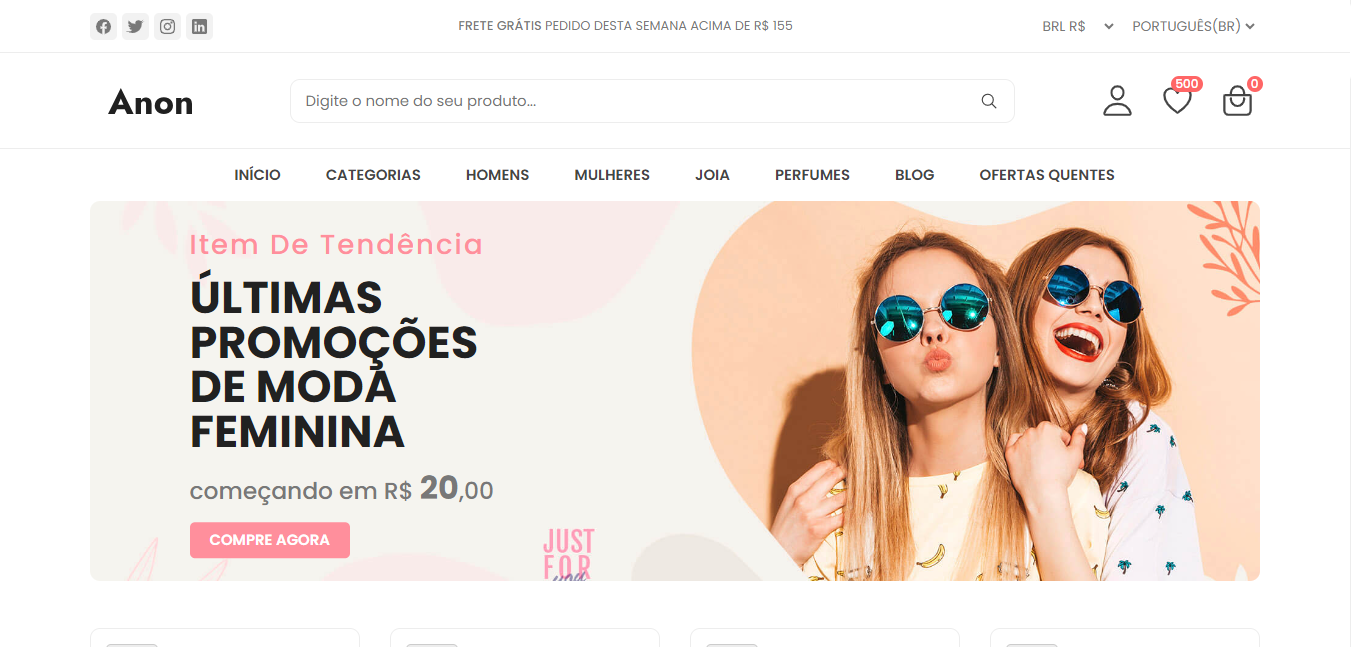 FRETE GRÁTIS PEDIDO DESTA SEMANA ACIMA DE R$ 155
BRL R$
PORTUGUÊS(BR)
Anon
Digite o nome do seu produto...
500
0
INÍCIO
CATEGORIAS
HOMENS
MULHERES
JOIA
PERFUMES
BLOG
OFERTAS QUENTES
Item De Tendência
ÚLTIMAS
PROMOÇÕES
DE MODA
FEMININA
começando em R$ 20,00
COMPRE AGORA
JUST
FOR
you